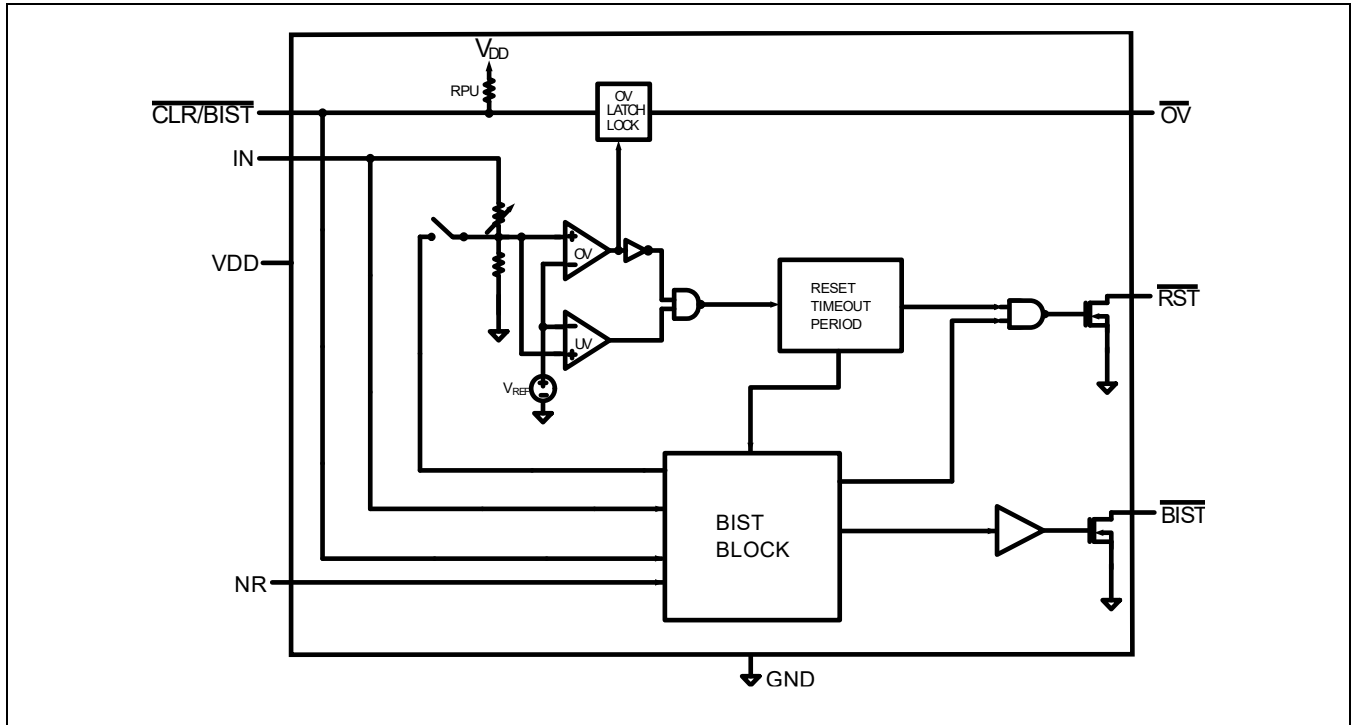 VDD
RPU
CLR/BIST
OV
LATCH
LOCK
OV
IN
OV
VDD
RESET
TIMEOUT
PERIOD
RST
UV
VREF
BIST
BLOCK
BIST
NR
GND